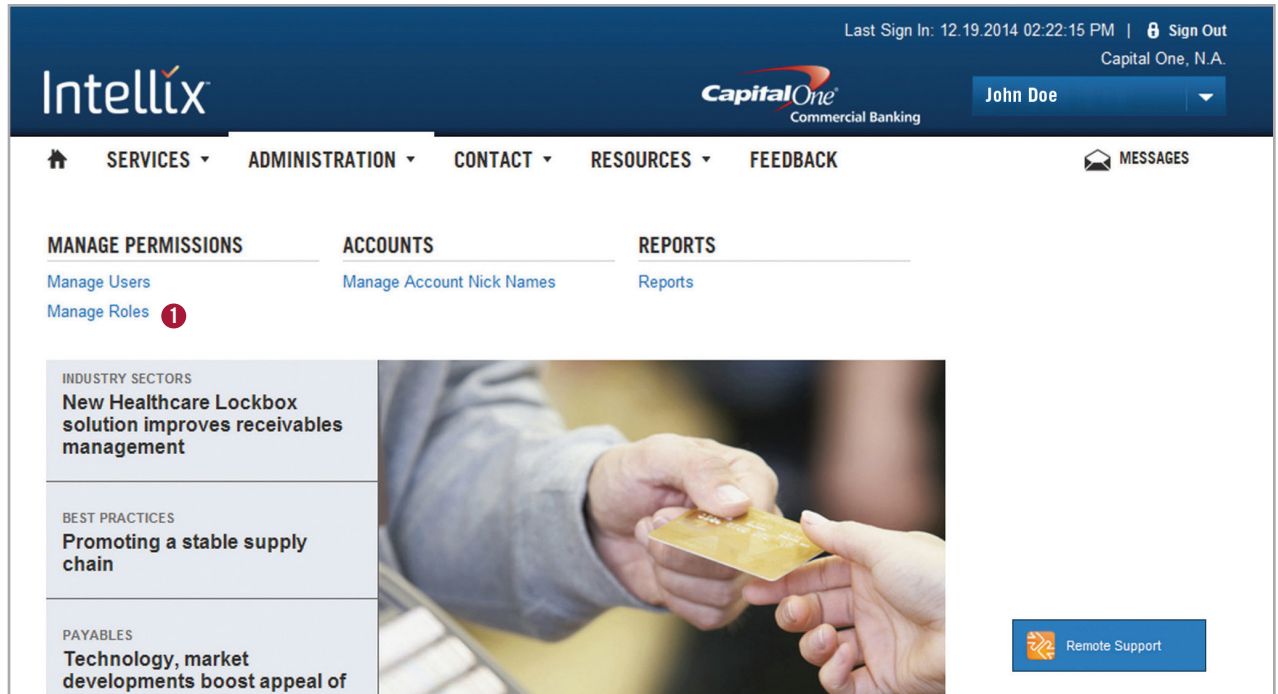 Last Sign In: 12.19.2014 02:22:15 PM | Sign Out
Capital One, N.A.
Intellix
Capital One
Commercial Banking
John Doe
SERVICES
ADMINISTRATION
CONTACT
RESOURCES
FEEDBACK
MESSAGES
MANAGE PERMISSIONS
Manage Users
Manage Roles 1
ACCOUNTS
Manage Account Nick Names
REPORTS
Reports
INDUSTRY SECTORS
New Healthcare Lockbox
solution improves receivables
management
BEST PRACTICES
Promoting a stable supply
chain
PAYABLES
Technology, market
developments boost appeal of
Remote Support